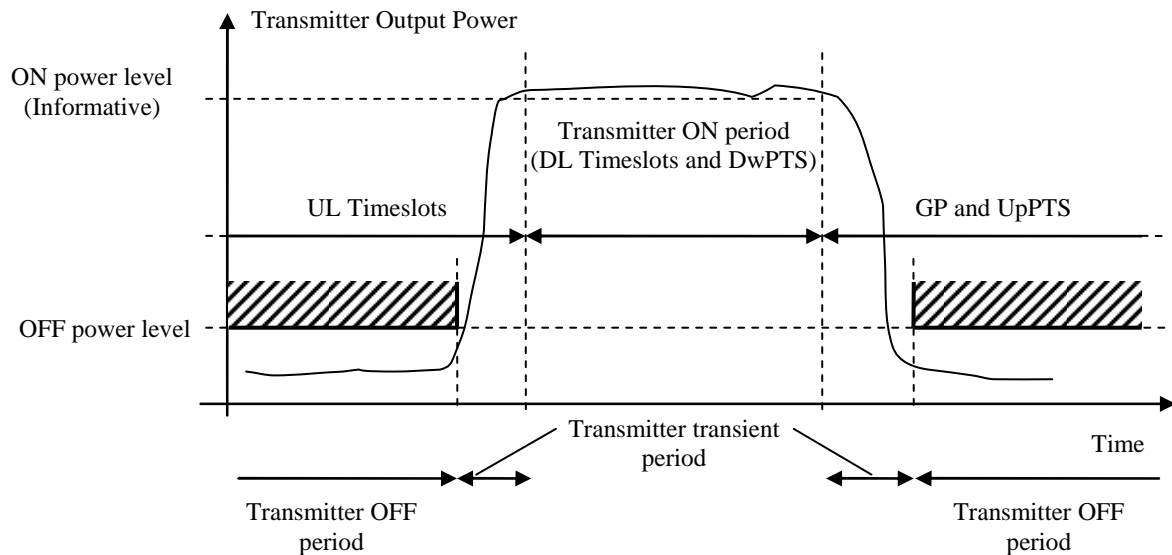 Transmitter Output Power
ON power level
(Informative)
Transmitter ON period
(DL Timeslots and DwPTS)
UL Timeslots
GP and UpPTS
OFF power level
Transmitter transient
period
Time
Transmitter OFF
period
Transmitter OFF
period